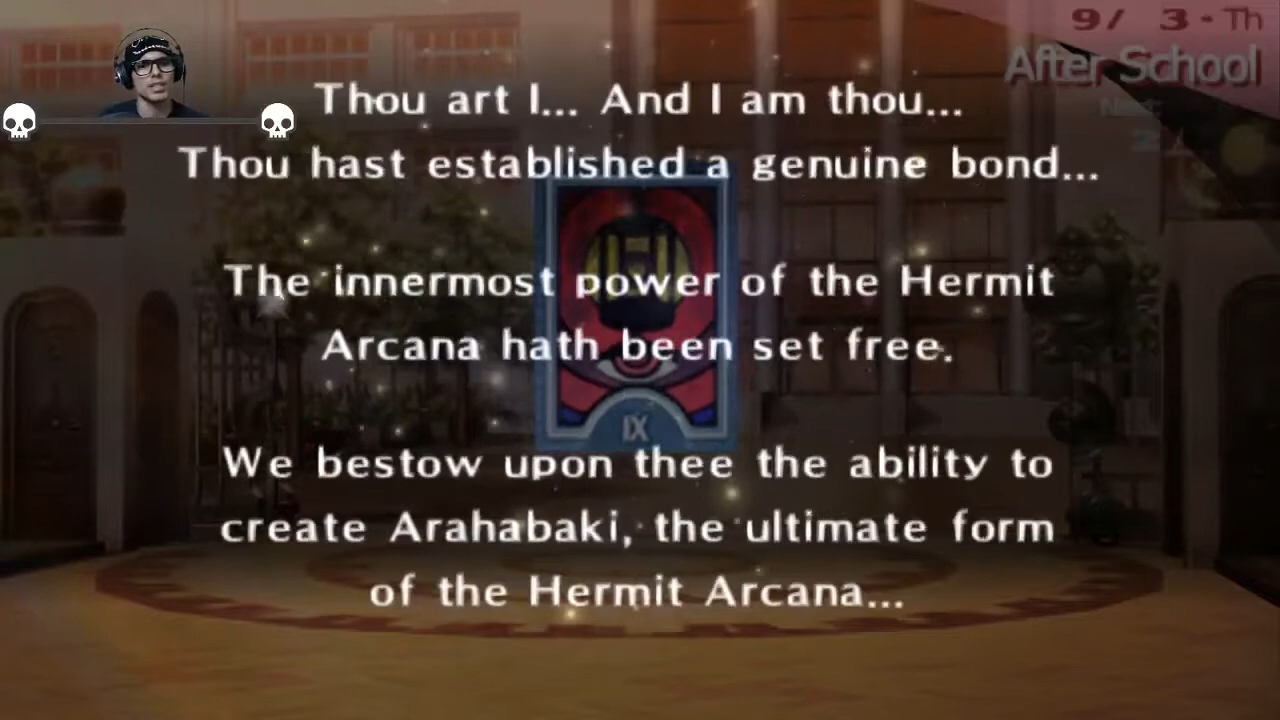 9/ 3 - Th
After School
Thou art I... And I am thou...
Thou hast established a genuine bond...
The innermost power of the Hermit
Arcana hath been set free.
IX
We bestow upon thee the ability to
create Arahabaki, the ultimate form
of the Hermit Arcana...